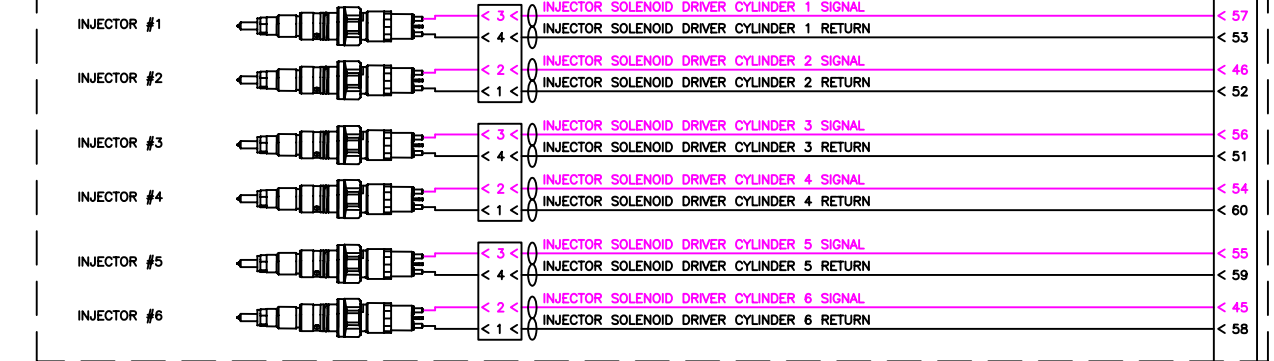 INJECTOR #1 < 3 < INJECTOR SOLENOID DRIVER CYLINDER 1 SIGNAL < 57
< 4 < INJECTOR SOLENOID DRIVER CYLINDER 1 RETURN < 53
INJECTOR #2 < 2 < INJECTOR SOLENOID DRIVER CYLINDER 2 SIGNAL < 46
< 1 < INJECTOR SOLENOID DRIVER CYLINDER 2 RETURN < 52
INJECTOR #3 < 3 < INJECTOR SOLENOID DRIVER CYLINDER 3 SIGNAL < 56
< 4 < INJECTOR SOLENOID DRIVER CYLINDER 3 RETURN < 51
INJECTOR #4 < 2 < INJECTOR SOLENOID DRIVER CYLINDER 4 SIGNAL < 54
< 1 < INJECTOR SOLENOID DRIVER CYLINDER 4 RETURN < 60
INJECTOR #5 < 3 < INJECTOR SOLENOID DRIVER CYLINDER 5 SIGNAL < 55
< 4 < INJECTOR SOLENOID DRIVER CYLINDER 5 RETURN < 59
INJECTOR #6 < 2 < INJECTOR SOLENOID DRIVER CYLINDER 6 SIGNAL < 45
< 1 < INJECTOR SOLENOID DRIVER CYLINDER 6 RETURN < 58